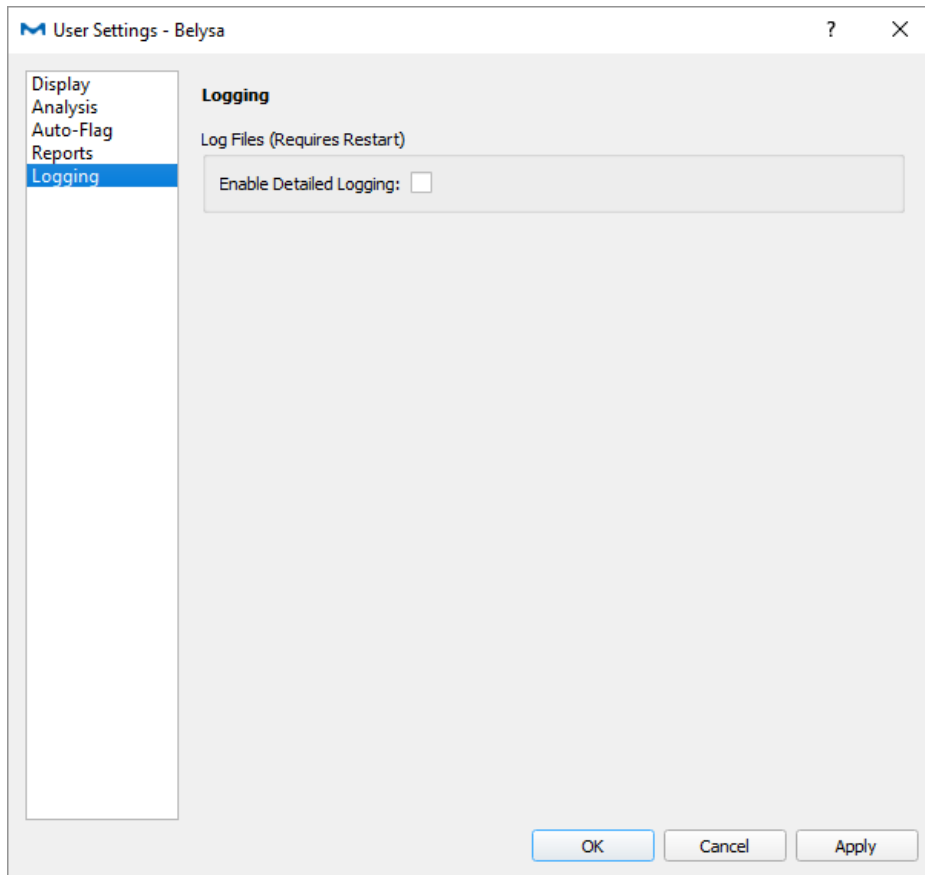 User Settings - Belysa
?
Display
Analysis
Auto-Flag
Reports
Logging
Logging
Log Files (Requires Restart)
Enable Detailed Logging:
OK
Cancel
Apply